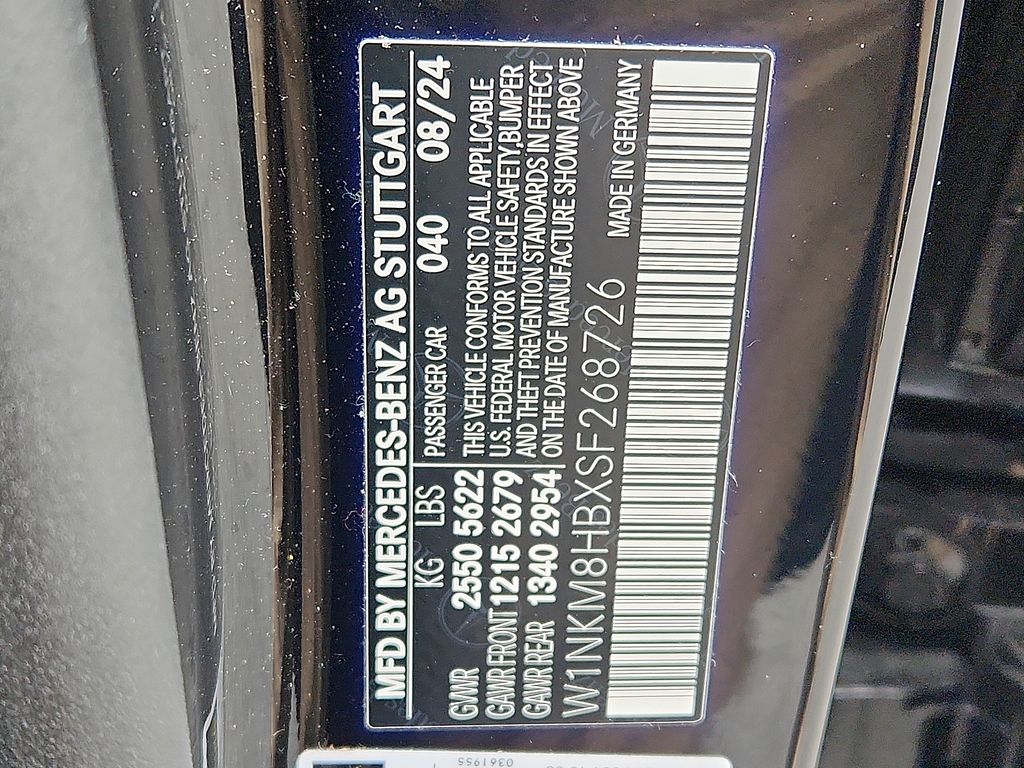 MFD BY MERCEDES-BENZ AG STUTTGART
KG LBS
PASSENGER CAR 040 08/24
GVWR 2550 5622
GAWR FRONT 1215 2679
GAWR REAR 1340 2954
THIS VEHICLE CONFORMS TO ALL APPLICABLE
U.S. FEDERAL MOTOR VEHICLE SAFETY,BUMPER
AND THEFT PREVENTION STANDARDS IN EFFECT
ON THE DATE OF MANUFACTURE SHOWN ABOVE
W1NKM8HBXSF268726
MADE IN GERMANY
0361955